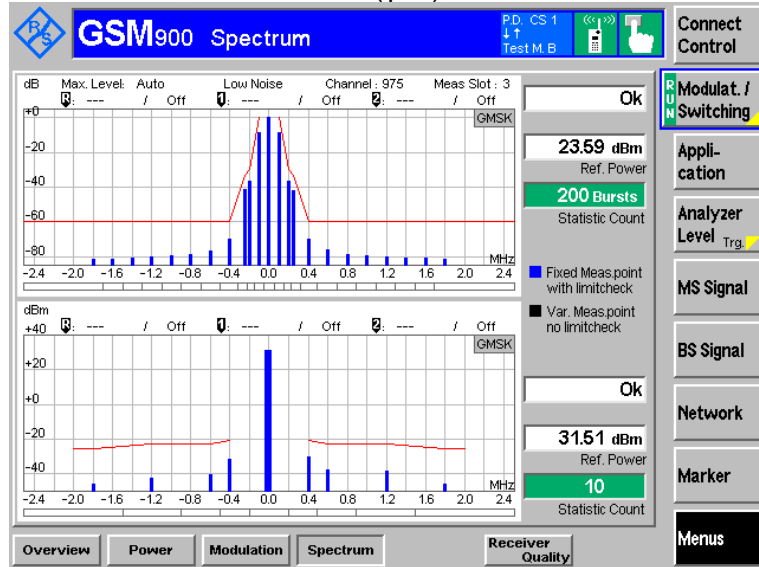 R&S
GSM900 Spectrum
P.D. CS 1
↓↑
Test M. B
Connect Control
dB Max. Level: Auto Low Noise Channel : 975 Meas Slot : 3
R: --- / Off 1: --- / Off 2: --- / Off
GMSK
+0
-20
-40
-60
-80
MHz
-2.4 -2.0 -1.6 -1.2 -0.8 -0.4 0.0 0.4 0.8 1.2 1.6 2.0 2.4
Ok
23.59 dBm
Ref. Power
200 Bursts
Statistic Count
Fixed Meas.point
with limitcheck
Var. Meas.point
no limitcheck
dBm
R: --- / Off 1: --- / Off 2: --- / Off
GMSK
+40
+20
+0
-20
-40
MHz
-2.4 -2.0 -1.6 -1.2 -0.8 -0.4 0.0 0.4 0.8 1.2 1.6 2.0 2.4
Ok
31.51 dBm
Ref. Power
10
Statistic Count
RUN
Modulat. /
Switching
Appli-
cation
Analyzer
Level Trg.
MS Signal
BS Signal
Network
Marker
Menus
Overview
Power
Modulation
Spectrum
Receiver
Quality